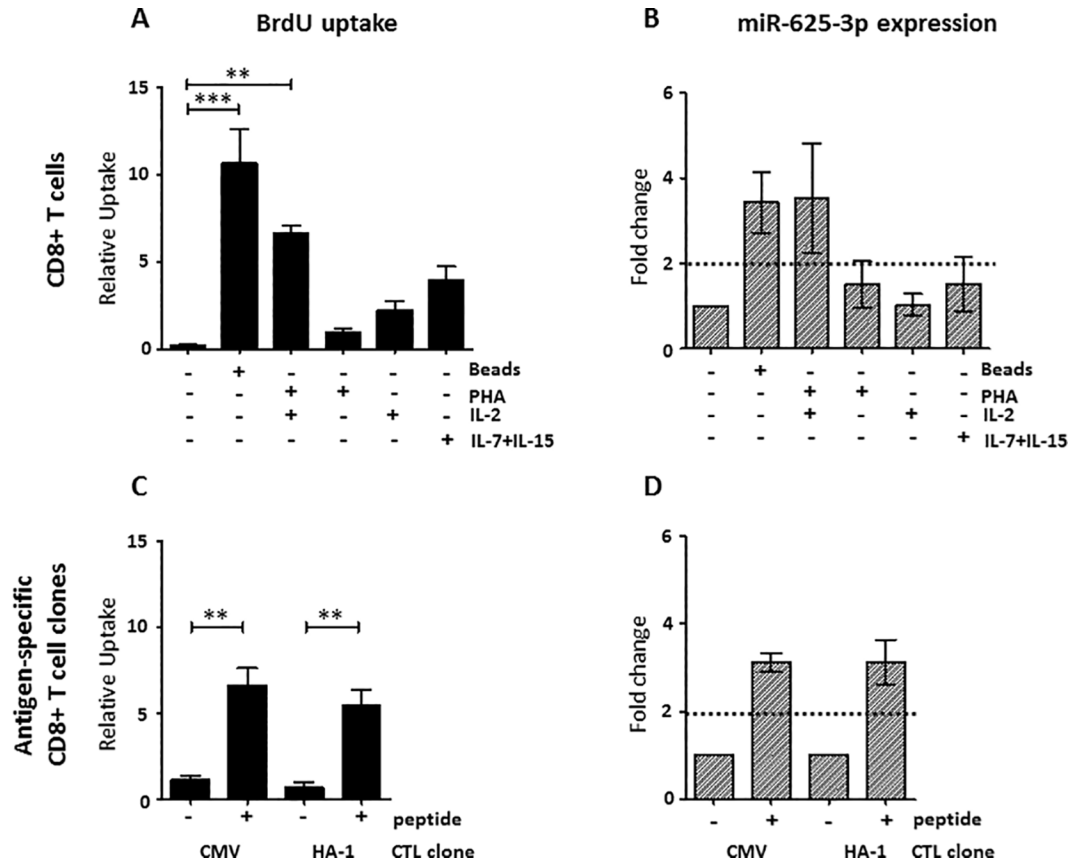 A BrdU uptake
B miR-625-3p expression
CD8+ T cells
Relative Uptake
15
10
5
0
**
***
- + - - - - Beads
- - + + - - PHA
- - + - + - IL-2
- - - - - + IL-7+IL-15
Fold change
6
4
2
0
- + - - - - Beads
- - + + - - PHA
- - + - + - IL-2
- - - - - + IL-7+IL-15
C
D
Antigen-specific
CD8+ T cell clones
Relative Uptake
15
10
5
0
** **
- + - + peptide
CMV HA-1 CTL clone
Fold change
6
4
2
0
- + - + peptide
CMV HA-1 CTL clone